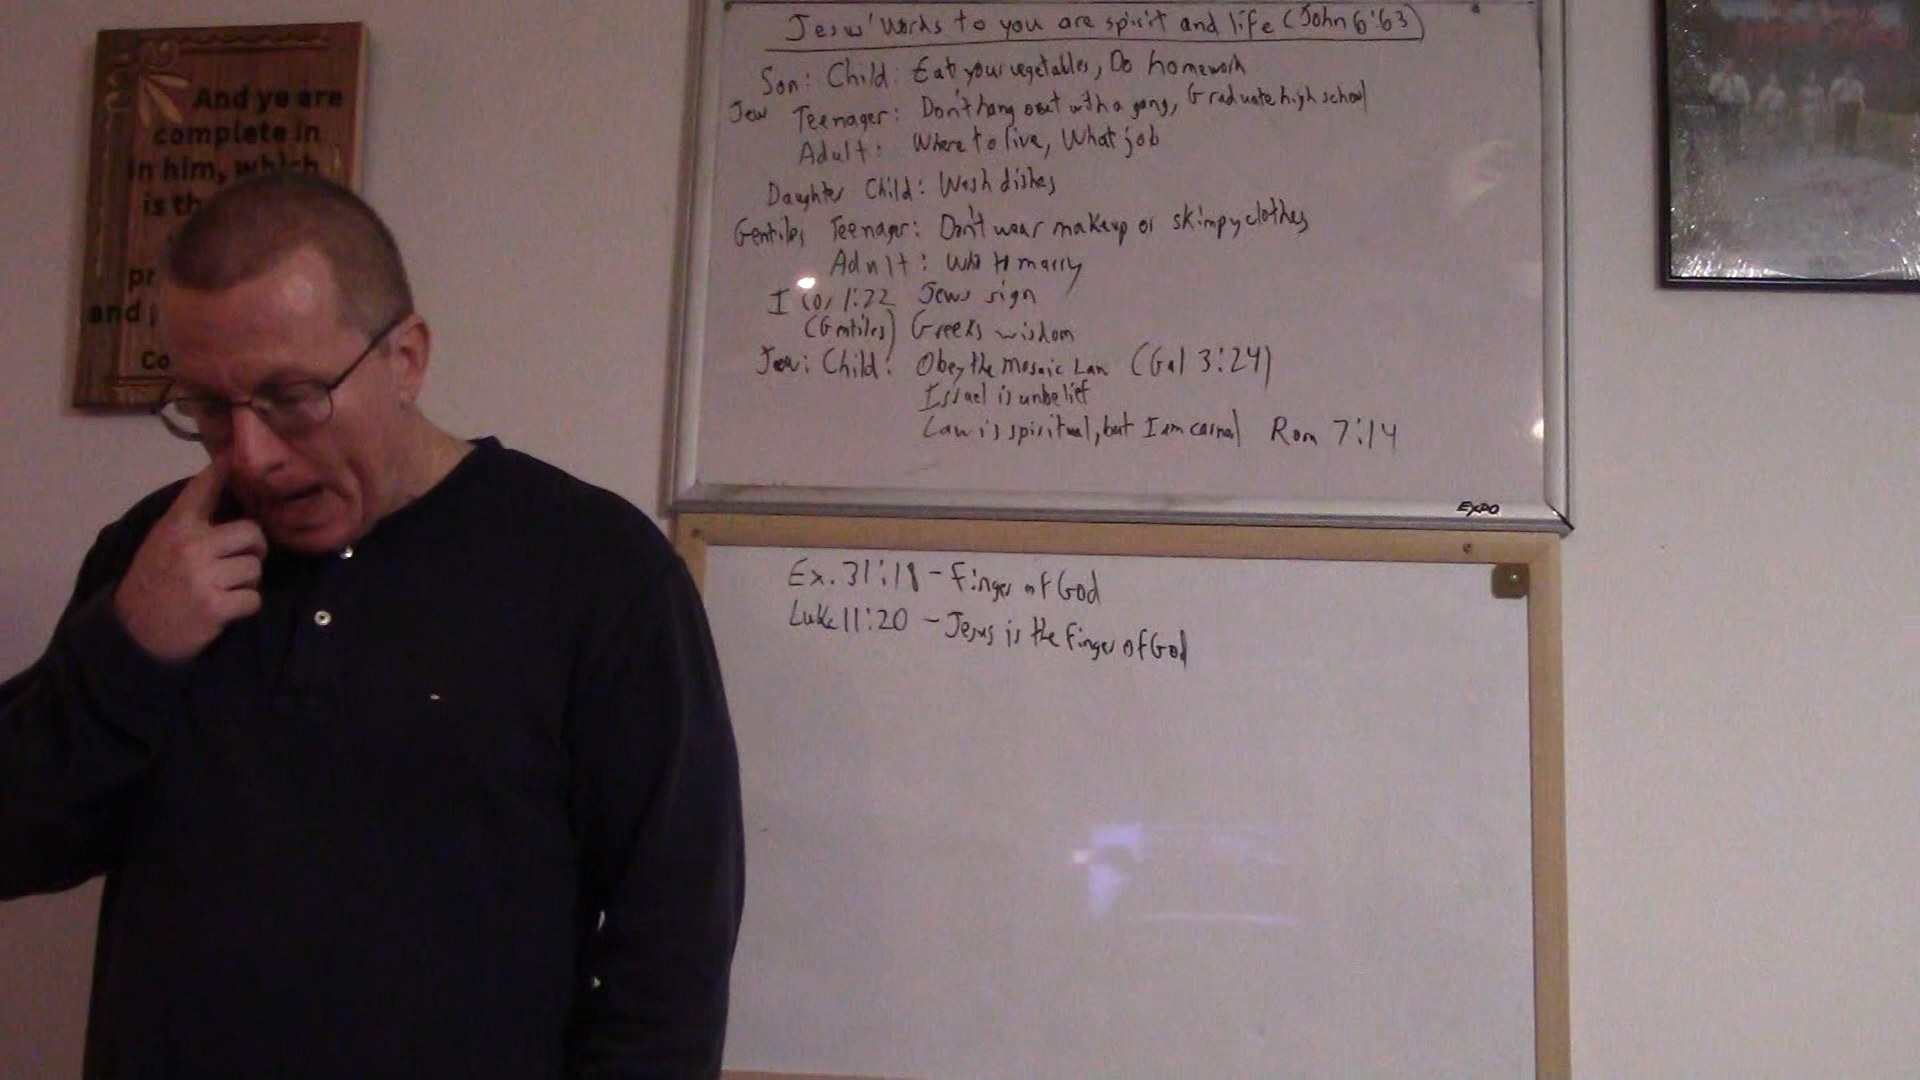 And ye are
complete in
in him, which
is th
pr
and p
Co
Jesus' words to you are spirit and life (John 6:63)
Son: Child: Eat your vegetables, Do homework
Jew Teenager: Don't hang out with a gang, Graduate high school
Adult: Where to live, What job
Daughter Child: Wash dishes
Gentiles Teenager: Don't wear makeup or skimpy clothes
Adult: Who to marry
I Cor 1:22 Jews sign
(Gentiles) Greeks wisdom
Jew: Child: Obey the Mosaic Law (Gal 3:24)
Israel is unbelief
Law is spiritual, but I am carnal Rom 7:14
EXPO
Ex. 31:18 - Finger of God
Luke 11:20 - Jesus is the Finger of God